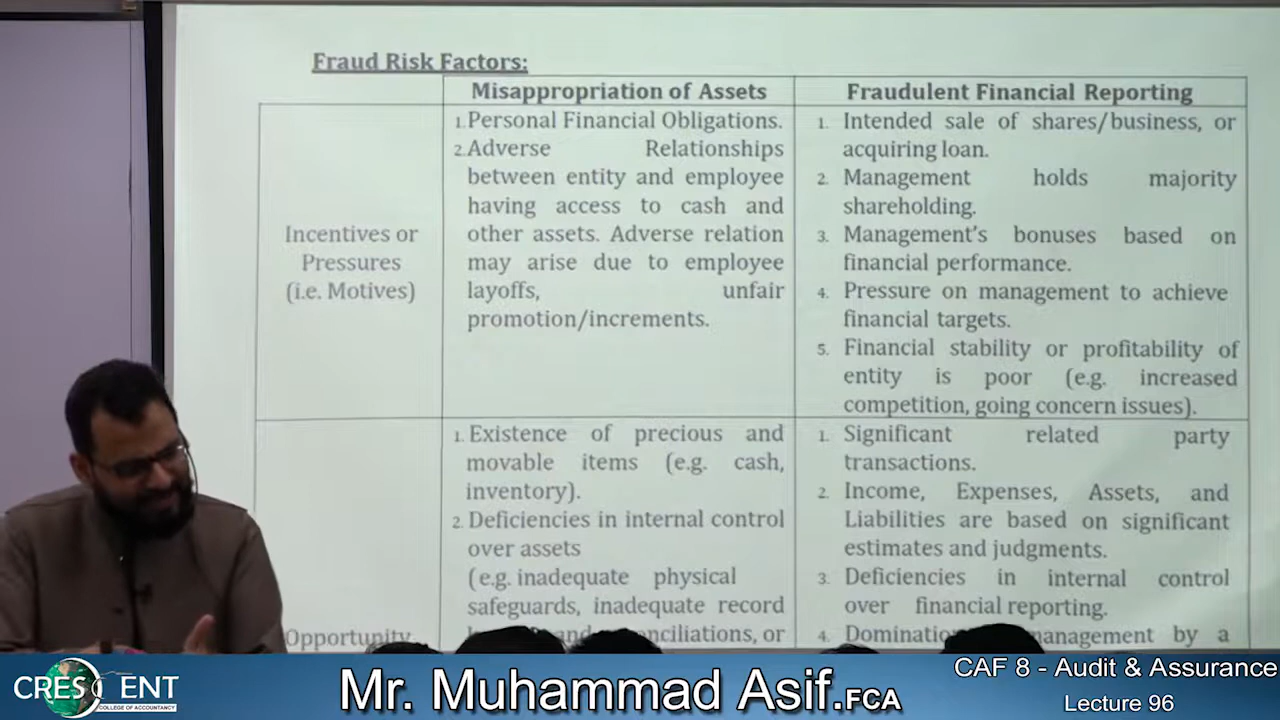 Fraud Risk Factors:
Misappropriation of Assets
Fraudulent Financial Reporting
Incentives or
Pressures
(i.e. Motives)
1. Personal Financial Obligations.
2. Adverse Relationships
between entity and employee
having access to cash and
other assets. Adverse relation
may arise due to employee
layoffs, unfair
promotion/increments.
1. Intended sale of shares/business, or
acquiring loan.
2. Management holds majority
shareholding.
3. Management's bonuses based on
financial performance.
4. Pressure on management to achieve
financial targets.
5. Financial stability or profitability of
entity is poor (e.g. increased
competition, going concern issues).
Opportunity
1. Existence of precious and
movable items (e.g. cash,
inventory).
2. Deficiencies in internal control
over assets
(e.g. inadequate physical
safeguards, inadequate record
and or
1. Significant related party
transactions.
2. Income, Expenses, Assets, and
Liabilities are based on significant
estimates and judgments.
3. Deficiencies in internal control
over financial reporting.
4. management by a
CRESCENT
COLLEGE OF ACCOUNTANCY
Mr. Muhammad Asif.FCA
CAF 8 - Audit & Assurance
Lecture 96